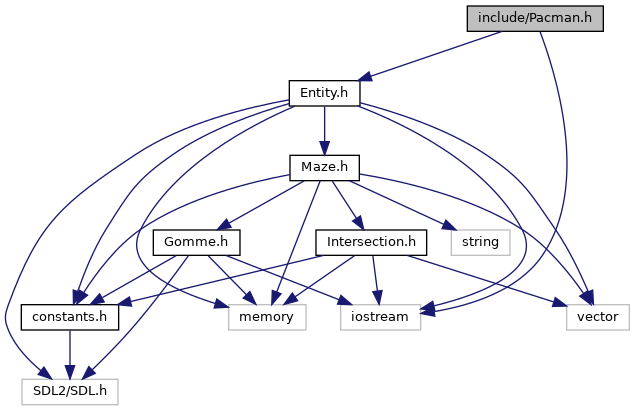 include/Pacman.h
Entity.h
Maze.h
Gomme.h
Intersection.h
string
constants.h
memory
iostream
vector
SDL2/SDL.h